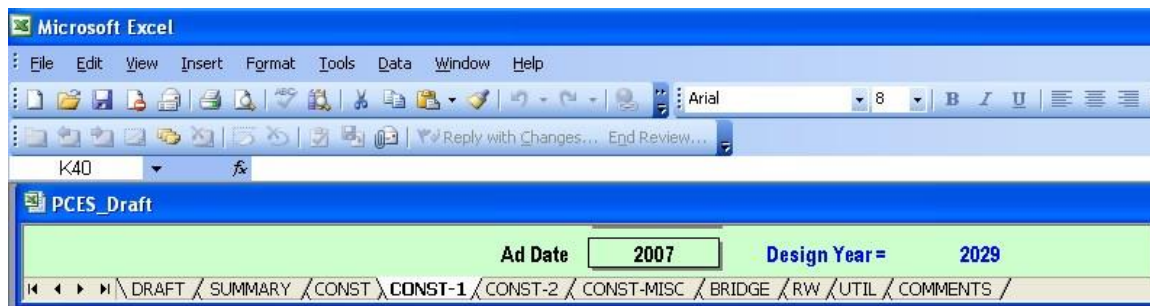 Microsoft Excel
File Edit View Insert Format Tools Data Window Help
ABC Arial 8 B I U
Reply with Changes... End Review...
K40 fx
PCES_Draft
Ad Date 2007 Design Year = 2029
DRAFT SUMMARY CONST CONST-1 CONST-2 CONST-MISC BRIDGE RW UTIL COMMENTS